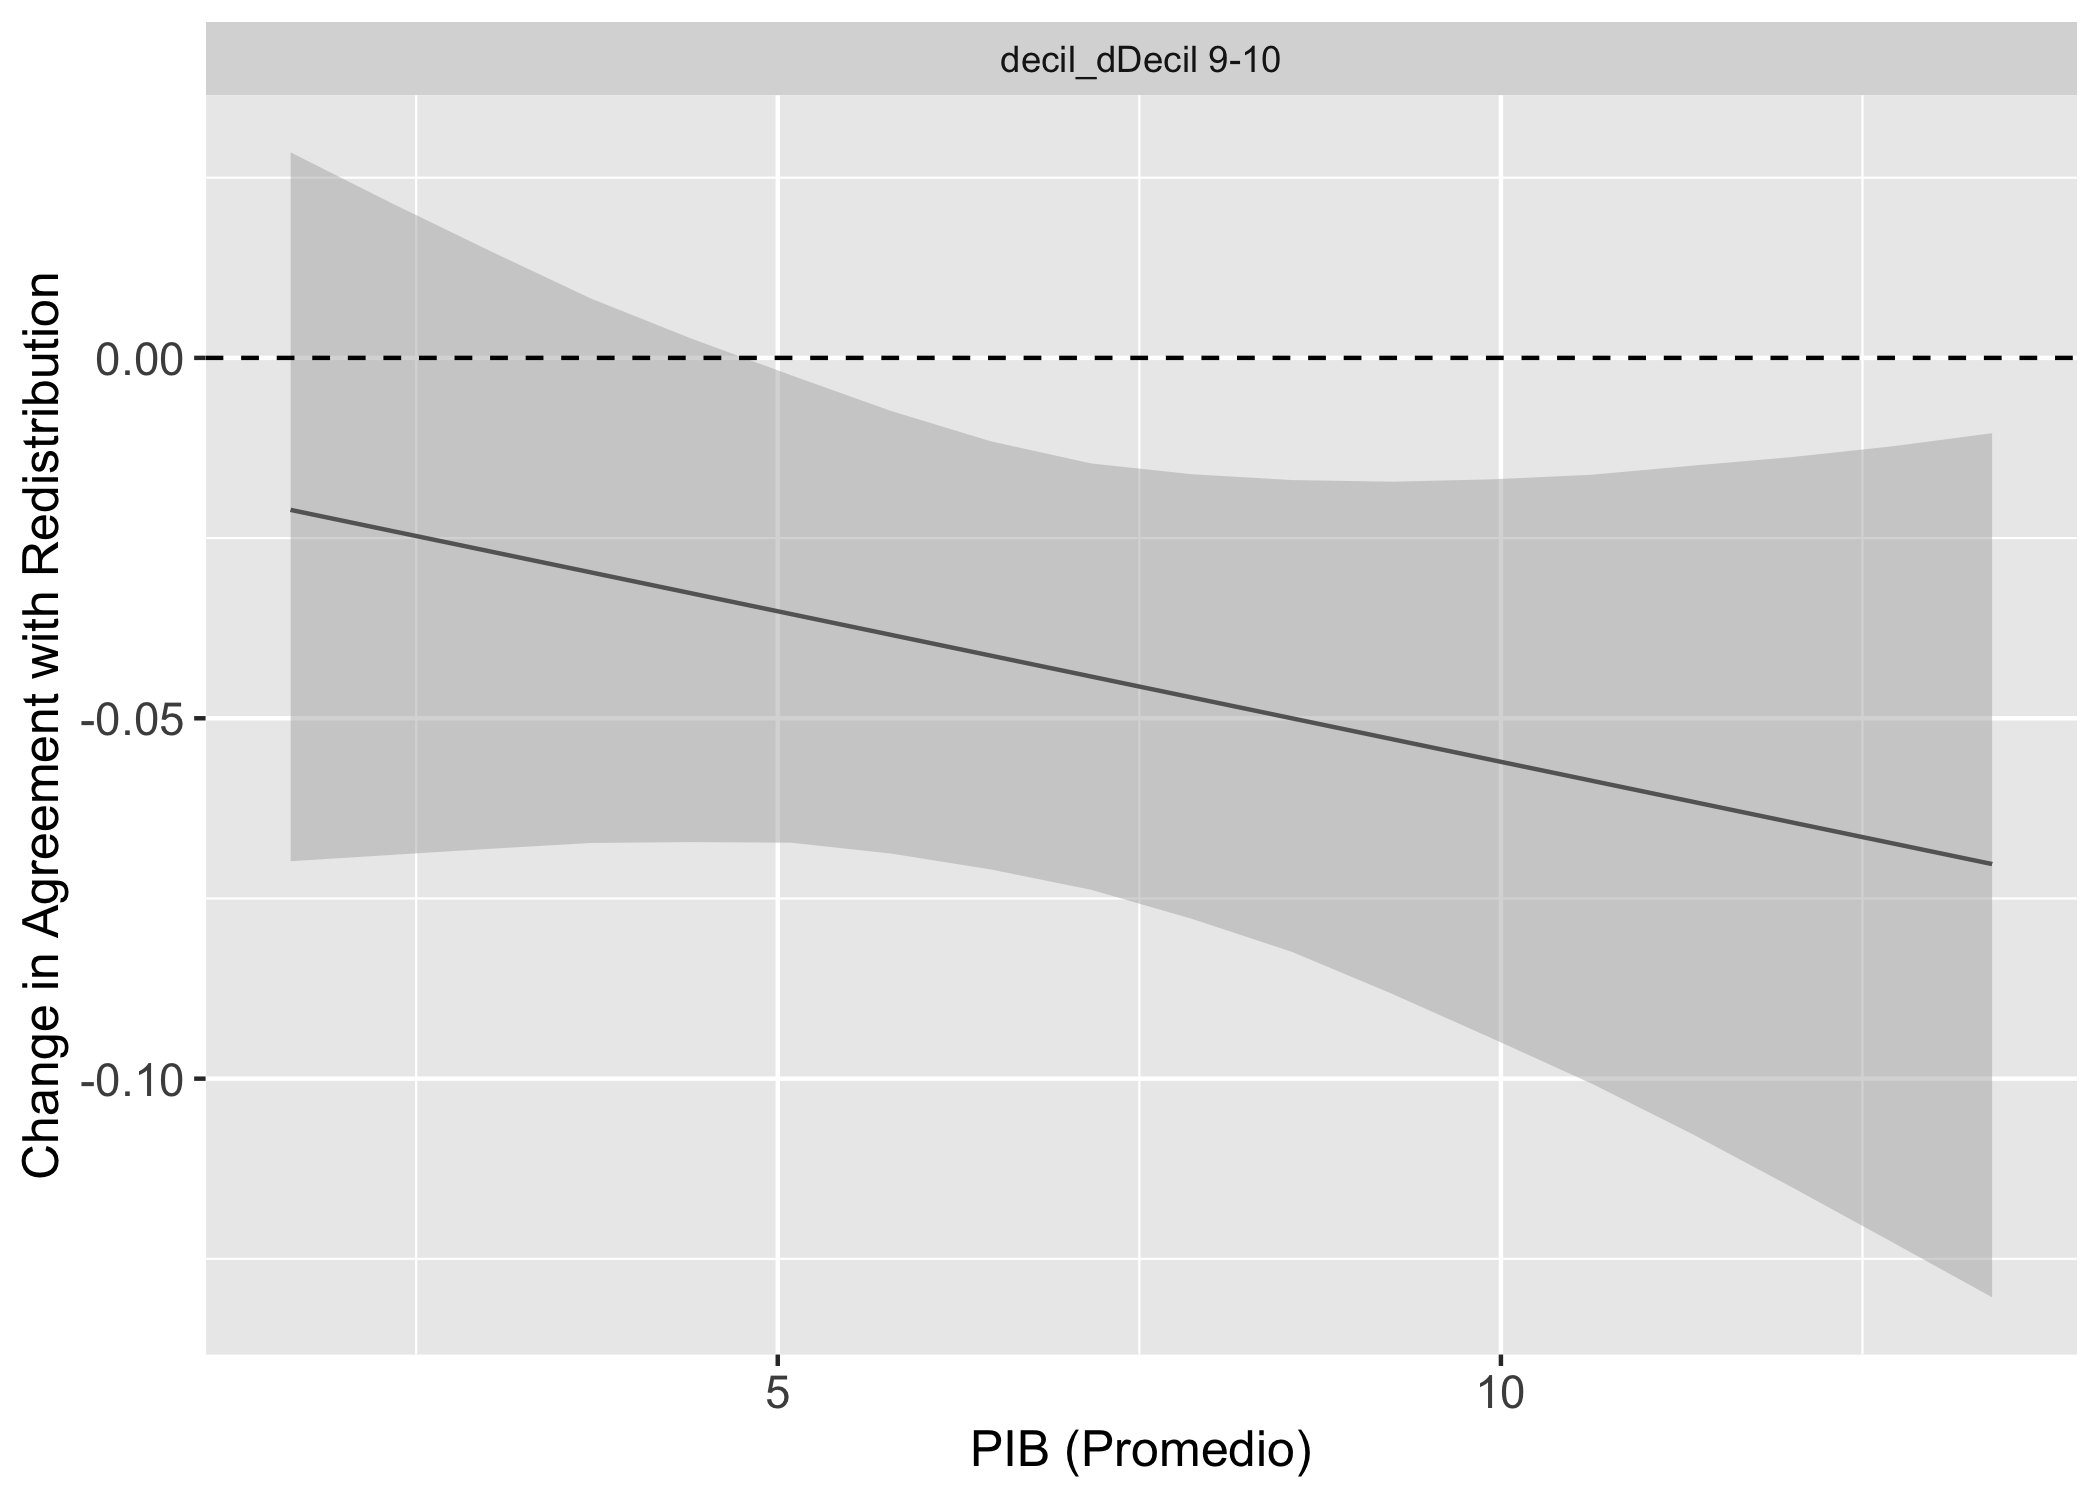 decil_dDecil 9-10
Change in Agreement with Redistribution
0.00
-0.05
-0.10
5
10
PIB (Promedio)